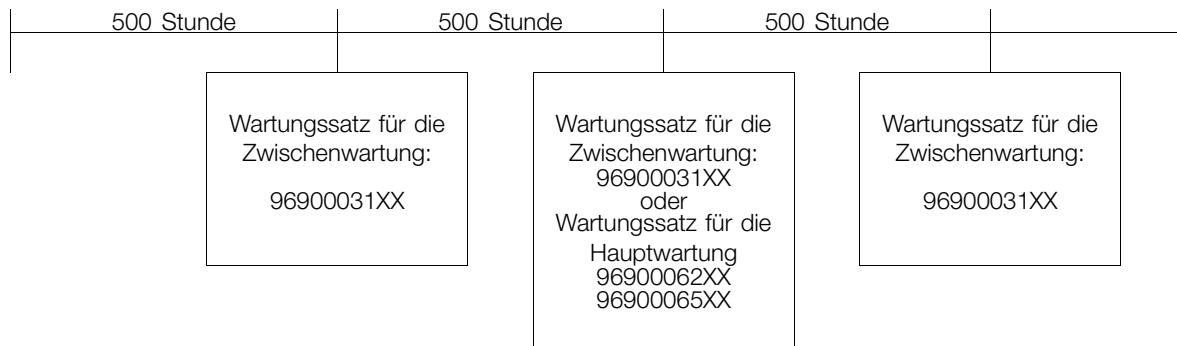 500 Stunde 500 Stunde 500 Stunde
Wartungssatz für die
Zwischenwartung:
96900031XX
Wartungssatz für die
Zwischenwartung:
96900031XX
oder
Wartungssatz für die
Hauptwartung
96900062XX
96900065XX
Wartungssatz für die
Zwischenwartung:
96900031XX